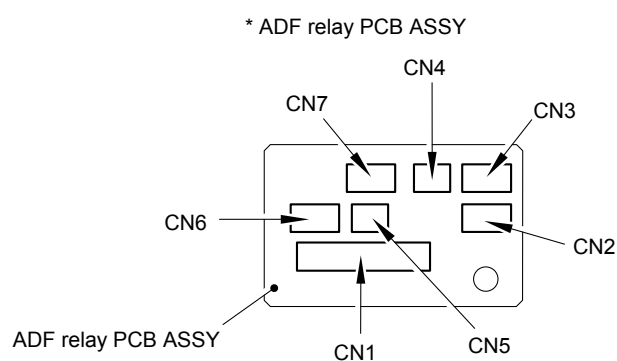 * ADF relay PCB ASSY
CN4
CN7
CN3
CN6
CN2
ADF relay PCB ASSY
CN1
CN5